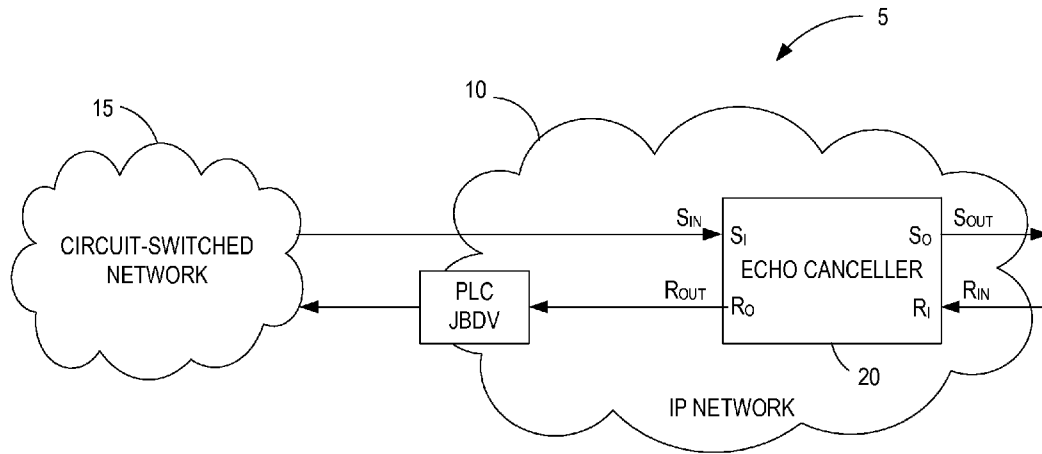 5
10
15
CIRCUIT-SWITCHED
NETWORK
SIN
SI
SO
SOUT
ECHO CANCELLER
PLC
JBDV
ROUT
RO
RI
RIN
20
IP NETWORK